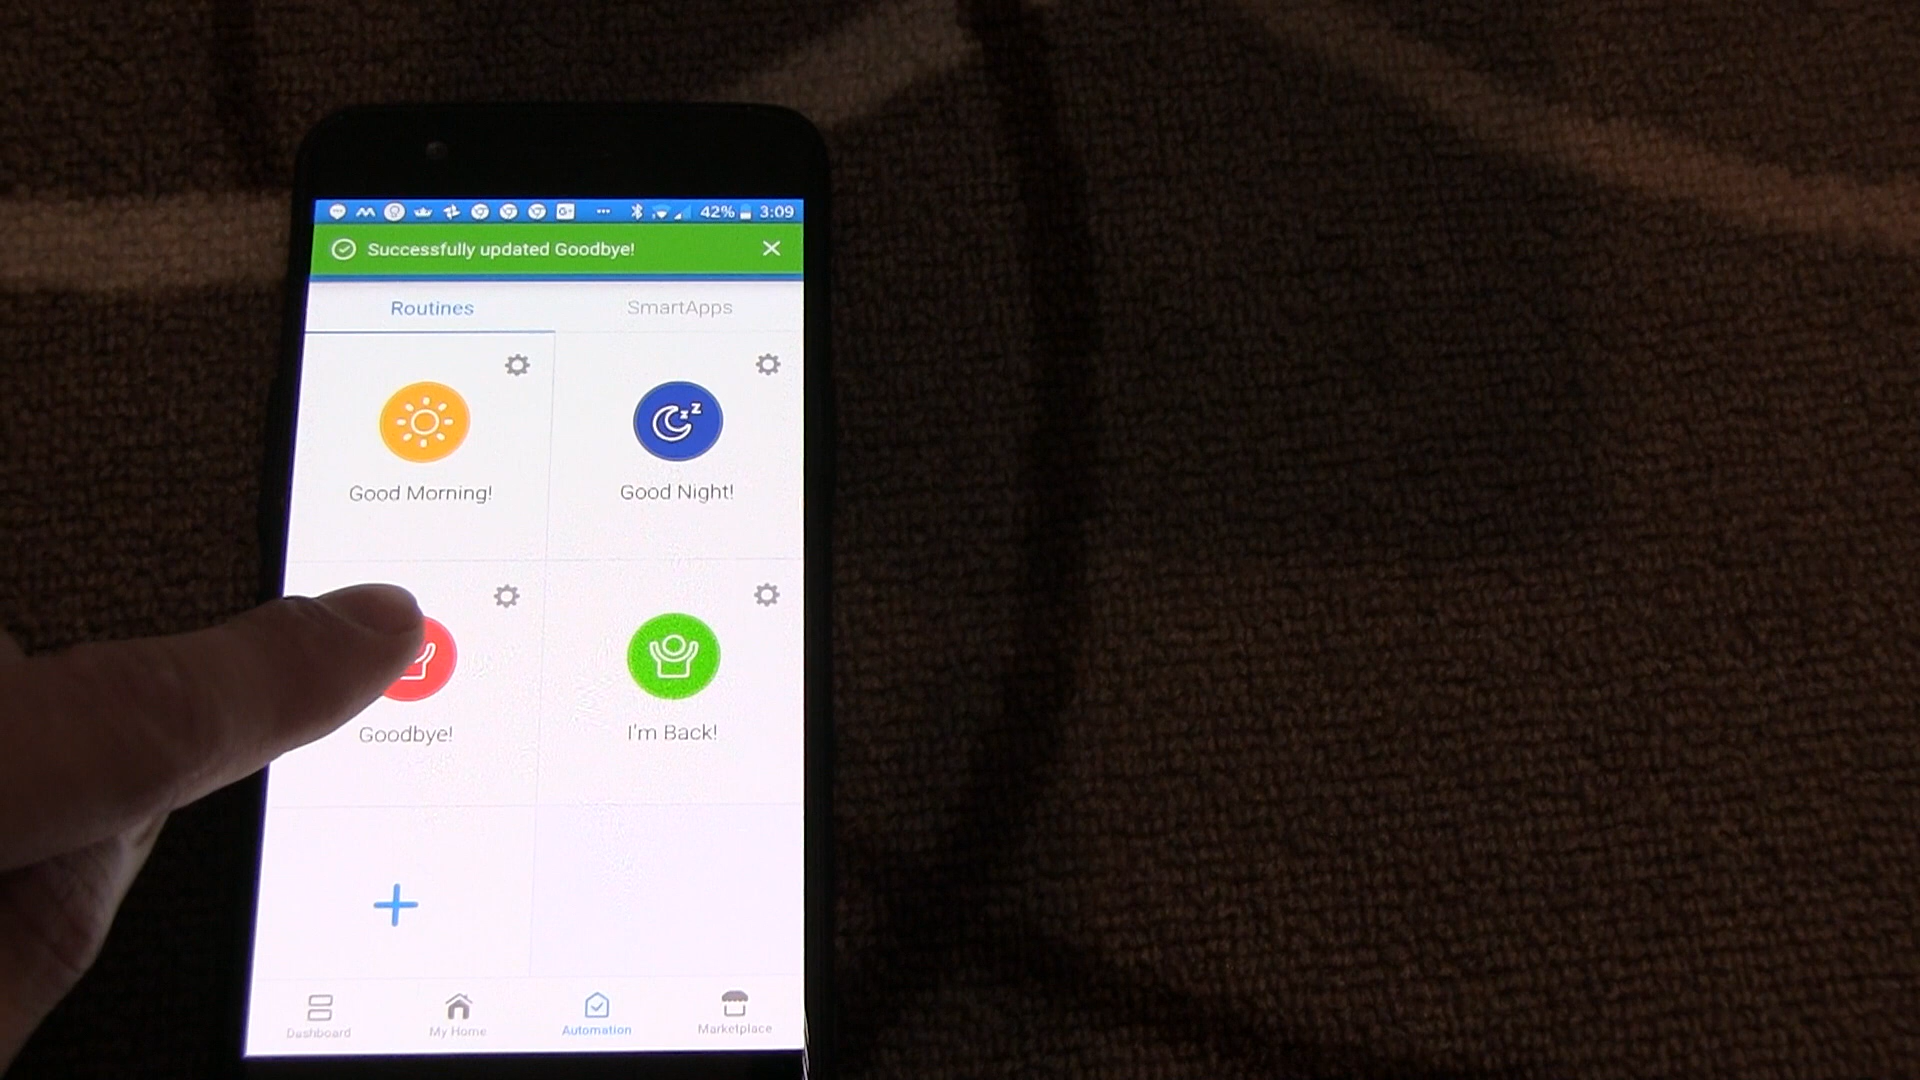 42% 3:09
Successfully updated Goodbye!
Routines SmartApps
Good Morning! Good Night!
Goodbye! I'm Back!
Dashboard My Home Automation Marketplace